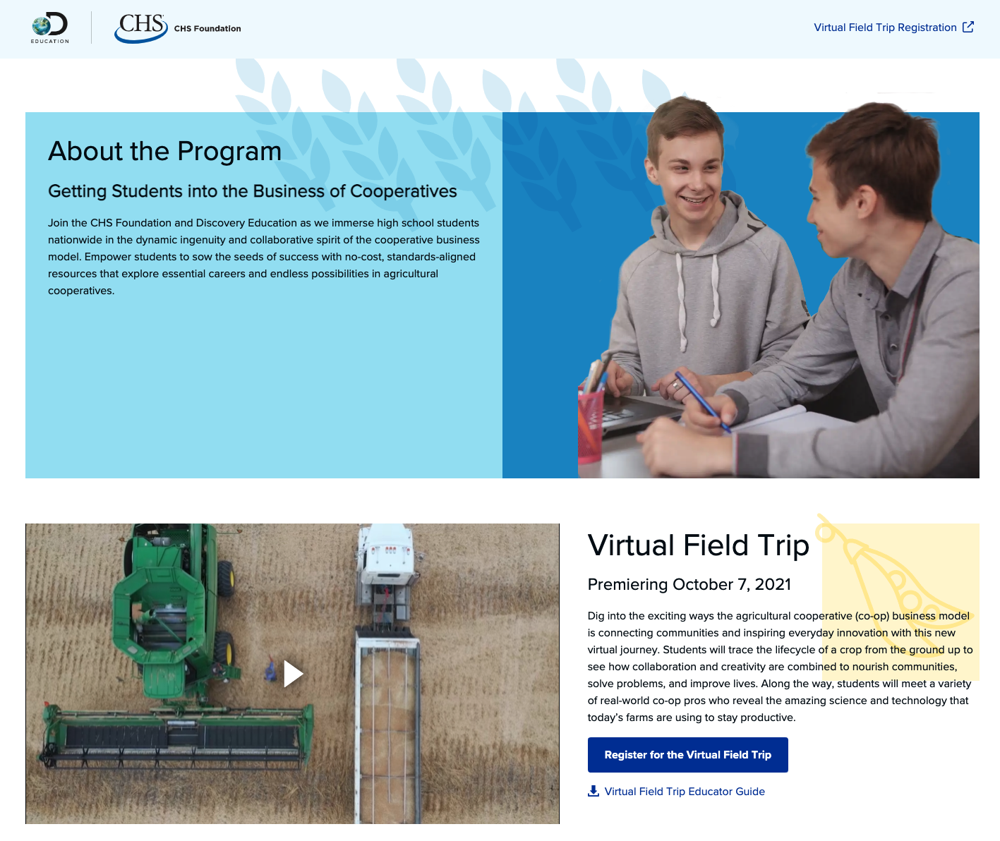 EDUCATION
CHS
CHS Foundation
Virtual Field Trip Registration
About the Program
Getting Students into the Business of Cooperatives
Join the CHS Foundation and Discovery Education as we immerse high school students
nationwide in the dynamic ingenuity and collaborative spirit of the cooperative business
model. Empower students to sow the seeds of success with no-cost, standards-aligned
resources that explore essential careers and endless possibilities in agricultural
cooperatives.
Virtual Field Trip
Premiering October 7, 2021
Dig into the exciting ways the agricultural cooperative (co-op) business model
is connecting communities and inspiring everyday innovation with this new
virtual journey. Students will trace the lifecycle of a crop from the ground up to
see how collaboration and creativity are combined to nourish communities,
solve problems, and improve lives. Along the way, students will meet a variety
of real-world co-op pros who reveal the amazing science and technology that
today’s farms are using to stay productive.
Register for the Virtual Field Trip
Virtual Field Trip Educator Guide